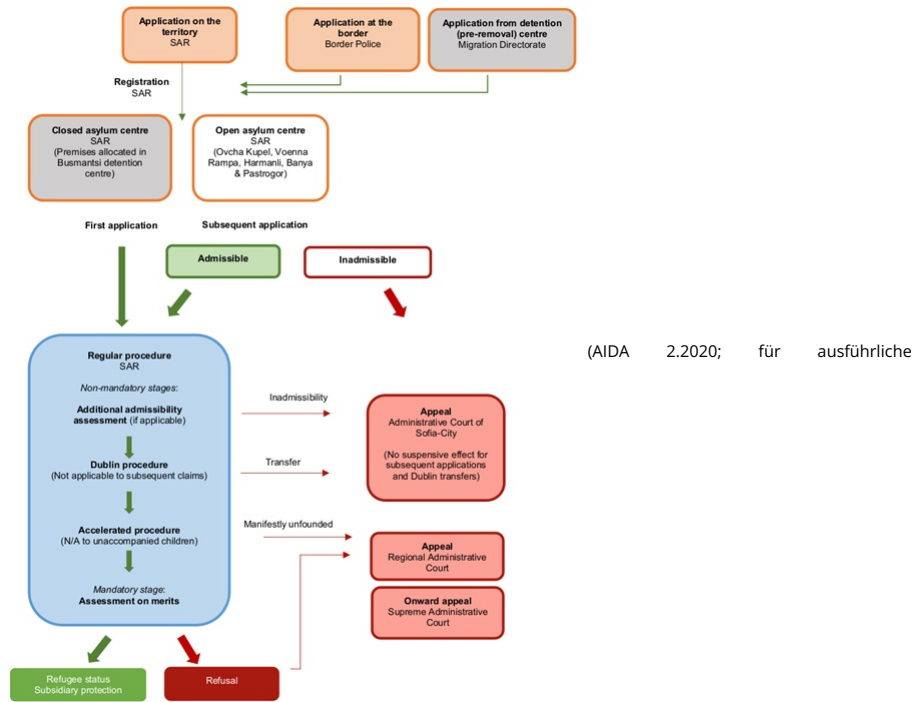 Application on the
territory
SAR
Application at the
border
Border Police
Application from detention
(pre-removal) centre
Migration Directorate
Registration
SAR
Closed asylum centre
SAR
(Premises allocated in
Busmantsi detention
centre)
Open asylum centre
SAR
(Ovcha Kupel, Voenna
Rampa, Harmanli, Banya
& Pastrogor)
First application
Subsequent application
Admissible
Inadmissible
Regular procedure
SAR
Non-mandatory stages:
Additional admissibility
assessment (if applicable)
Dublin procedure
(Not applicable to subsequent claims)
Accelerated procedure
(N/A to unaccompanied children)
Mandatory stage:
Assessment on merits
Inadmissibility
Transfer
Manifestly unfounded
Appeal
Administrative Court of
Sofia-City
(No suspensive effect for
subsequent applications
and Dublin transfers)
Appeal
Regional Administrative
Court
Onward appeal
Supreme Administrative
Court
Refugee status
Subsidiary protection
Refusal
(AIDA 2.2020; für ausführliche